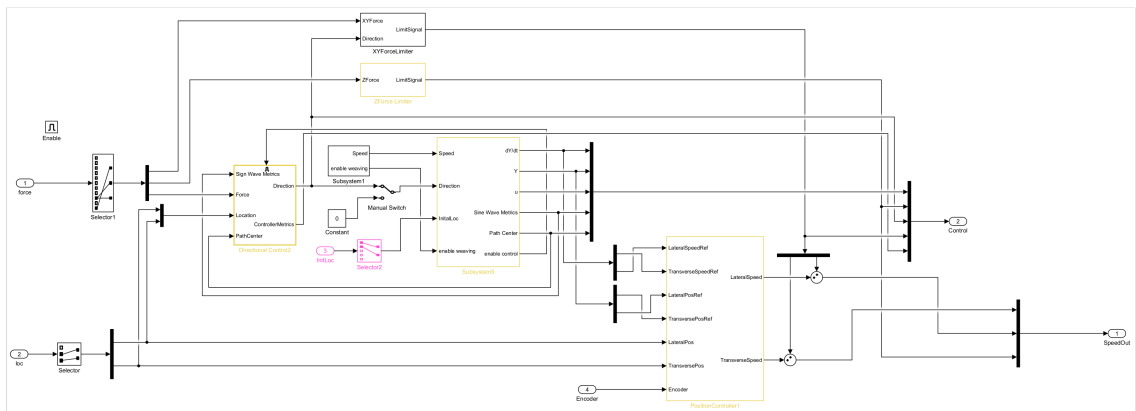 XYForce
LimitSignal
Direction
XYForceLimiter
ZForce
LimitSignal
ZForce Limiter
Enable
1
force
Selector1
Sign Wave Metrics
Direction
Force
Location
ControllerMetrics
PathCenter
Directional Control2
Speed
enable weaving
Subsystem1
Manual Switch
0
Constant
3
InitLoc
Selector2
Speed
Direction
InitalLoc
enable weaving
dY/dt
Y
u
Sine Wave Metrics
Path Center
enable control
Subsystem5
2
Control
LateralSpeedRef
TransverseSpeedRef
LateralSpeed
LateralPosRef
TransversePosRef
LateralPos
TransversePos
TransverseSpeed
Encoder
PositionController1
2
loc
Selector
4
Encoder
1
SpeedOut